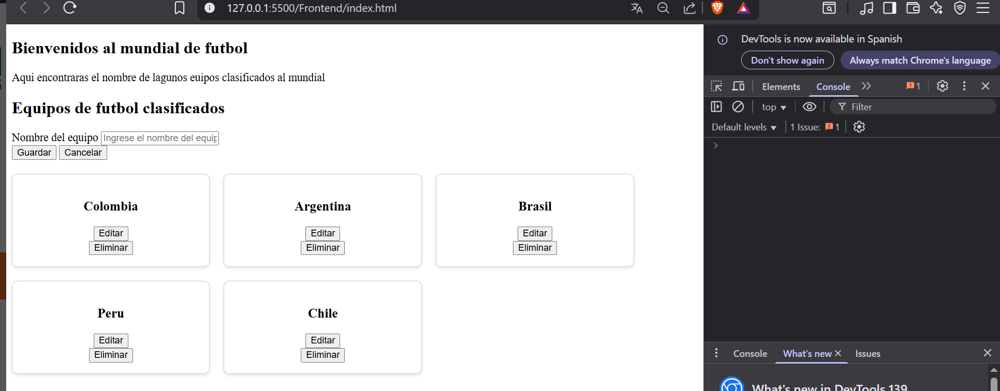 127.0.0.1:5500/Frontend/index.html
Bienvenidos al mundial de futbol
Aqui encontraras el nombre de lagunos euipos clasificados al mundial
Equipos de futbol clasificados
Nombre del equipo Ingrese el nombre del equip
Guardar Cancelar
Colombia
Editar
Eliminar
Argentina
Editar
Eliminar
Brasil
Editar
Eliminar
Peru
Editar
Eliminar
Chile
Editar
Eliminar
DevTools is now available in Spanish
Don't show again Always match Chrome's language
Elements Console 1
top Filter
Default levels 1 Issue: 1
Console What's new Issues
What's new in DevTools 139